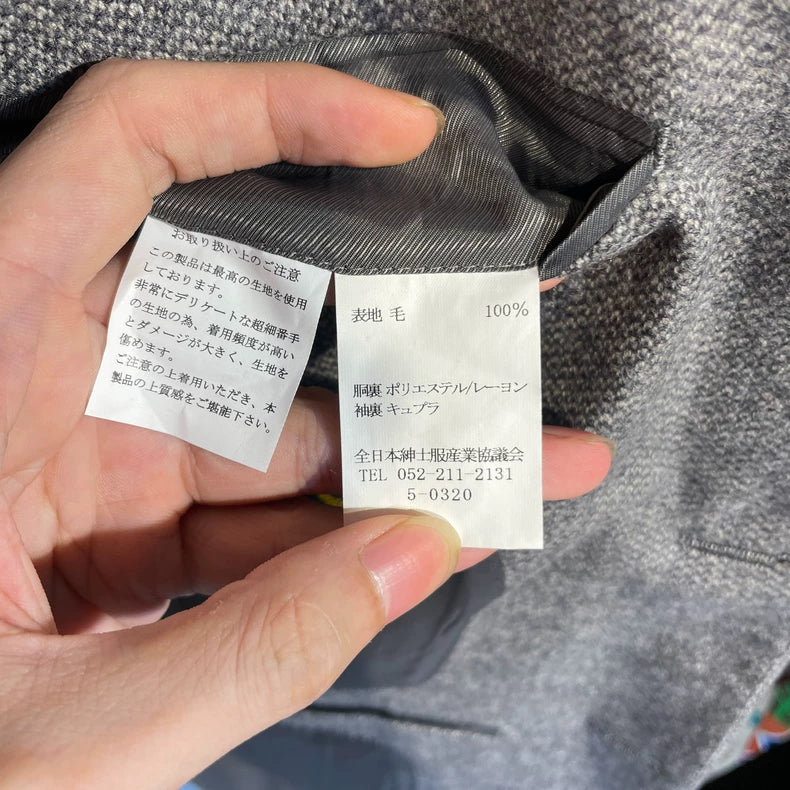 お取り扱い上のご注意
この製品は最高の生地を使用
しております。
非常にデリケートな超細番手
の生地の為、着用頻度が高い
とダメージが大きく、生地を
傷めます。
ご注意の上着用いただき、本
製品の上質感をご堪能下さい。
表地 毛 100%
胴裏 ポリエステル/レーヨン
袖裏 キュプラ
全日本紳士服産業協議会
TEL 052-211-2131
5-0320